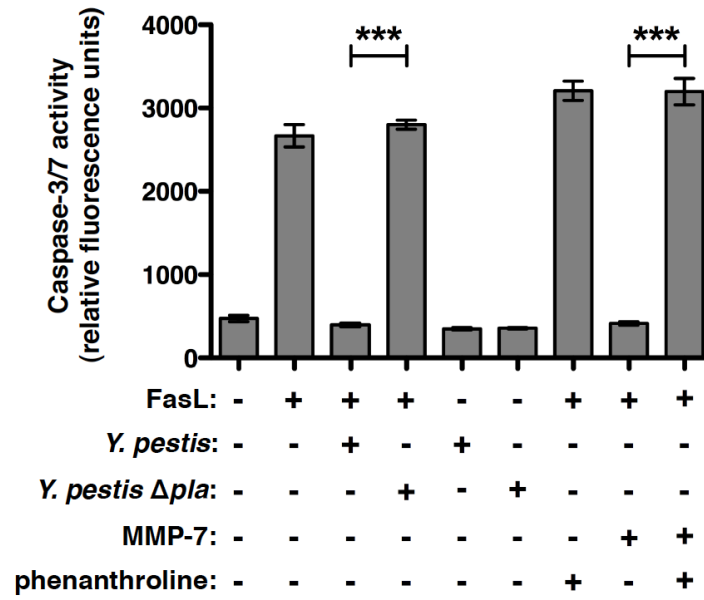 4000
*** ***
3000
2000
1000
0
Caspase-3/7 activity
(relative fluorescence units)
FasL: - + + + - - + + +
Y. pestis: - - + - + - - - -
Y. pestis Δpla: - - - + - + - - -
MMP-7: - - - - - - - + +
phenanthroline: - - - - - - + - +